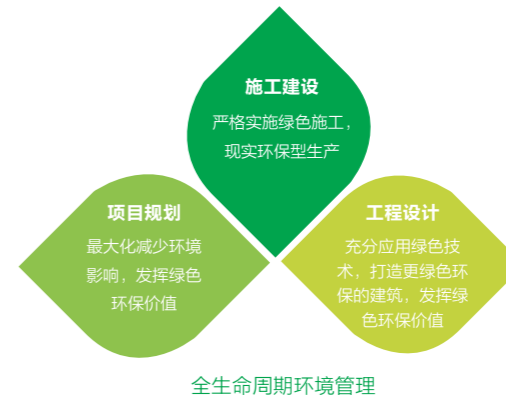 施工建设
严格实施绿色施工，
现实环保型生产
项目规划
最大化减少环境
影响，发挥绿色
环保价值
工程设计
充分应用绿色技
术，打造更绿色环
保的建筑，发挥绿
色环保价值
全生命周期环境管理